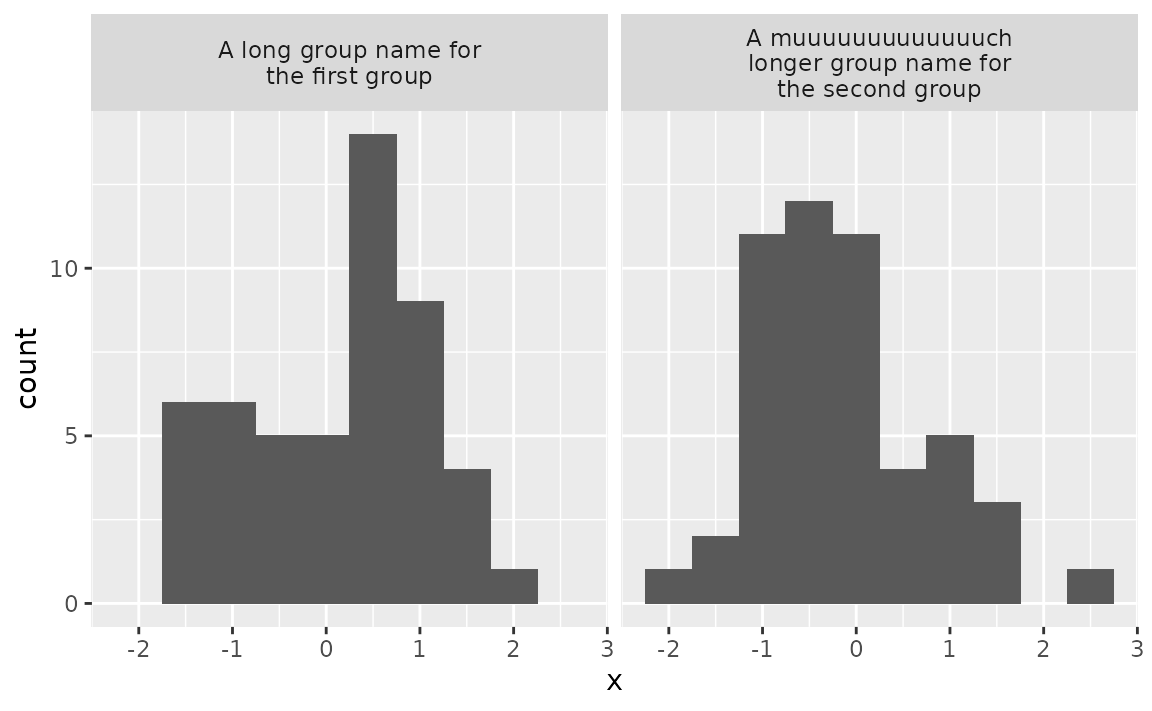 A long group name for
the first group
A muuuuuuuuuuuuuch
longer group name for
the second group
count
10
5
0
-2 -1 0 1 2 3
-2 -1 0 1 2 3
x